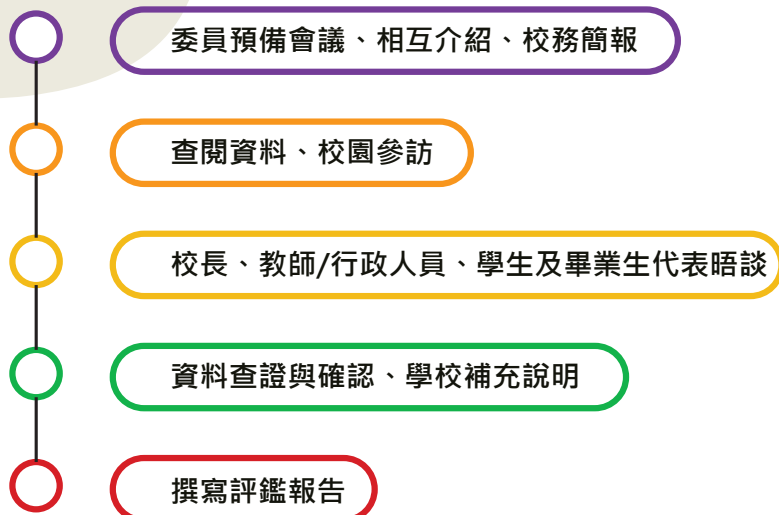 委員預備會議、相互介紹、校務簡報
查閱資料、校園參訪
校長、教師/行政人員、學生及畢業生代表晤談
資料查證與確認、學校補充說明
撰寫評鑑報告